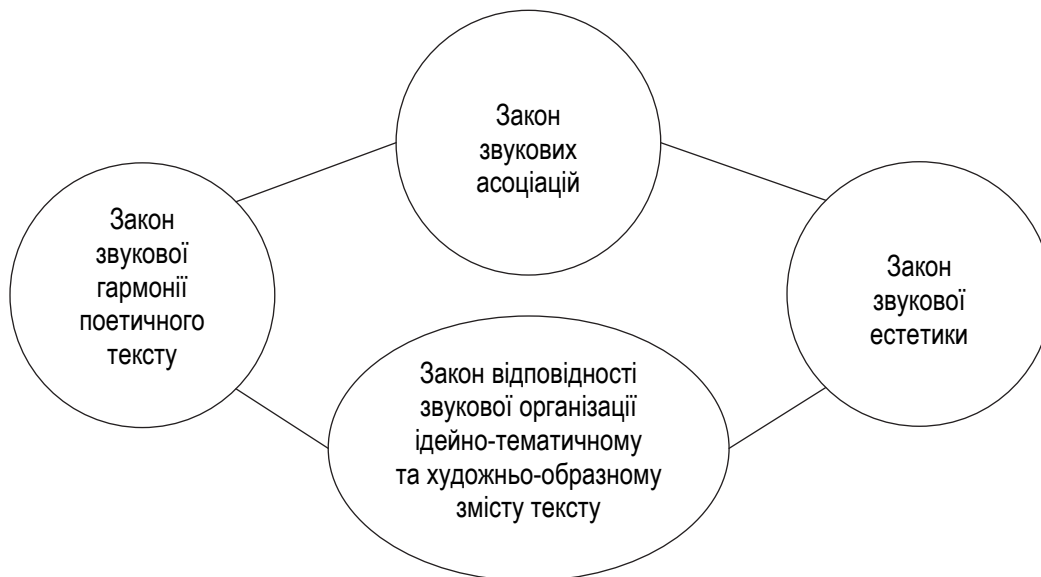 Закон
звукових
асоціацій
Закон
звукової
гармонії
поетичного
тексту
Закон
звукової
естетики
Закон відповідності
звукової організації
ідейно-тематичному
та художньо-образному
змісту тексту